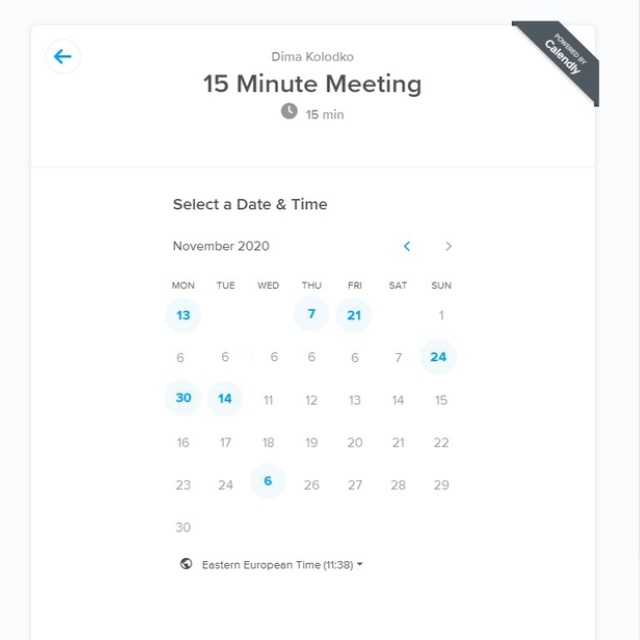 POWERED BY
Calendly
Dima Kolodko
15 Minute Meeting
15 min
Select a Date & Time
November 2020
MON TUE WED THU FRI SAT SUN
13 7 21 1
6 6 6 6 6 7 24
30 14 11 12 13 14 15
16 17 18 19 20 21 22
23 24 6 26 27 28 29
30
Eastern European Time (11:38)